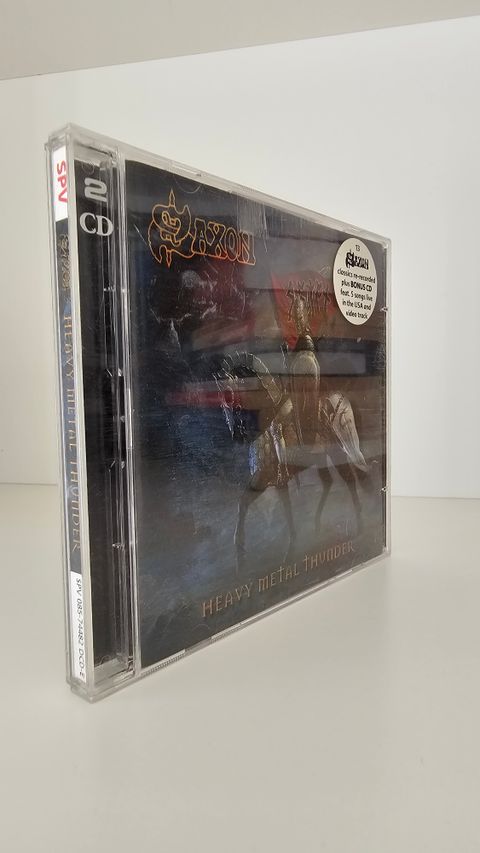 SPV
2
CD
SAXON
HEAVY METAL THUNDER
SPV 085-74482 DCD-E
SAXON
13
SAXON
classics re-recorded
plus BONUS CD
feat. 5 songs live
in the USA and
video track
HEAVY METAL THUNDER